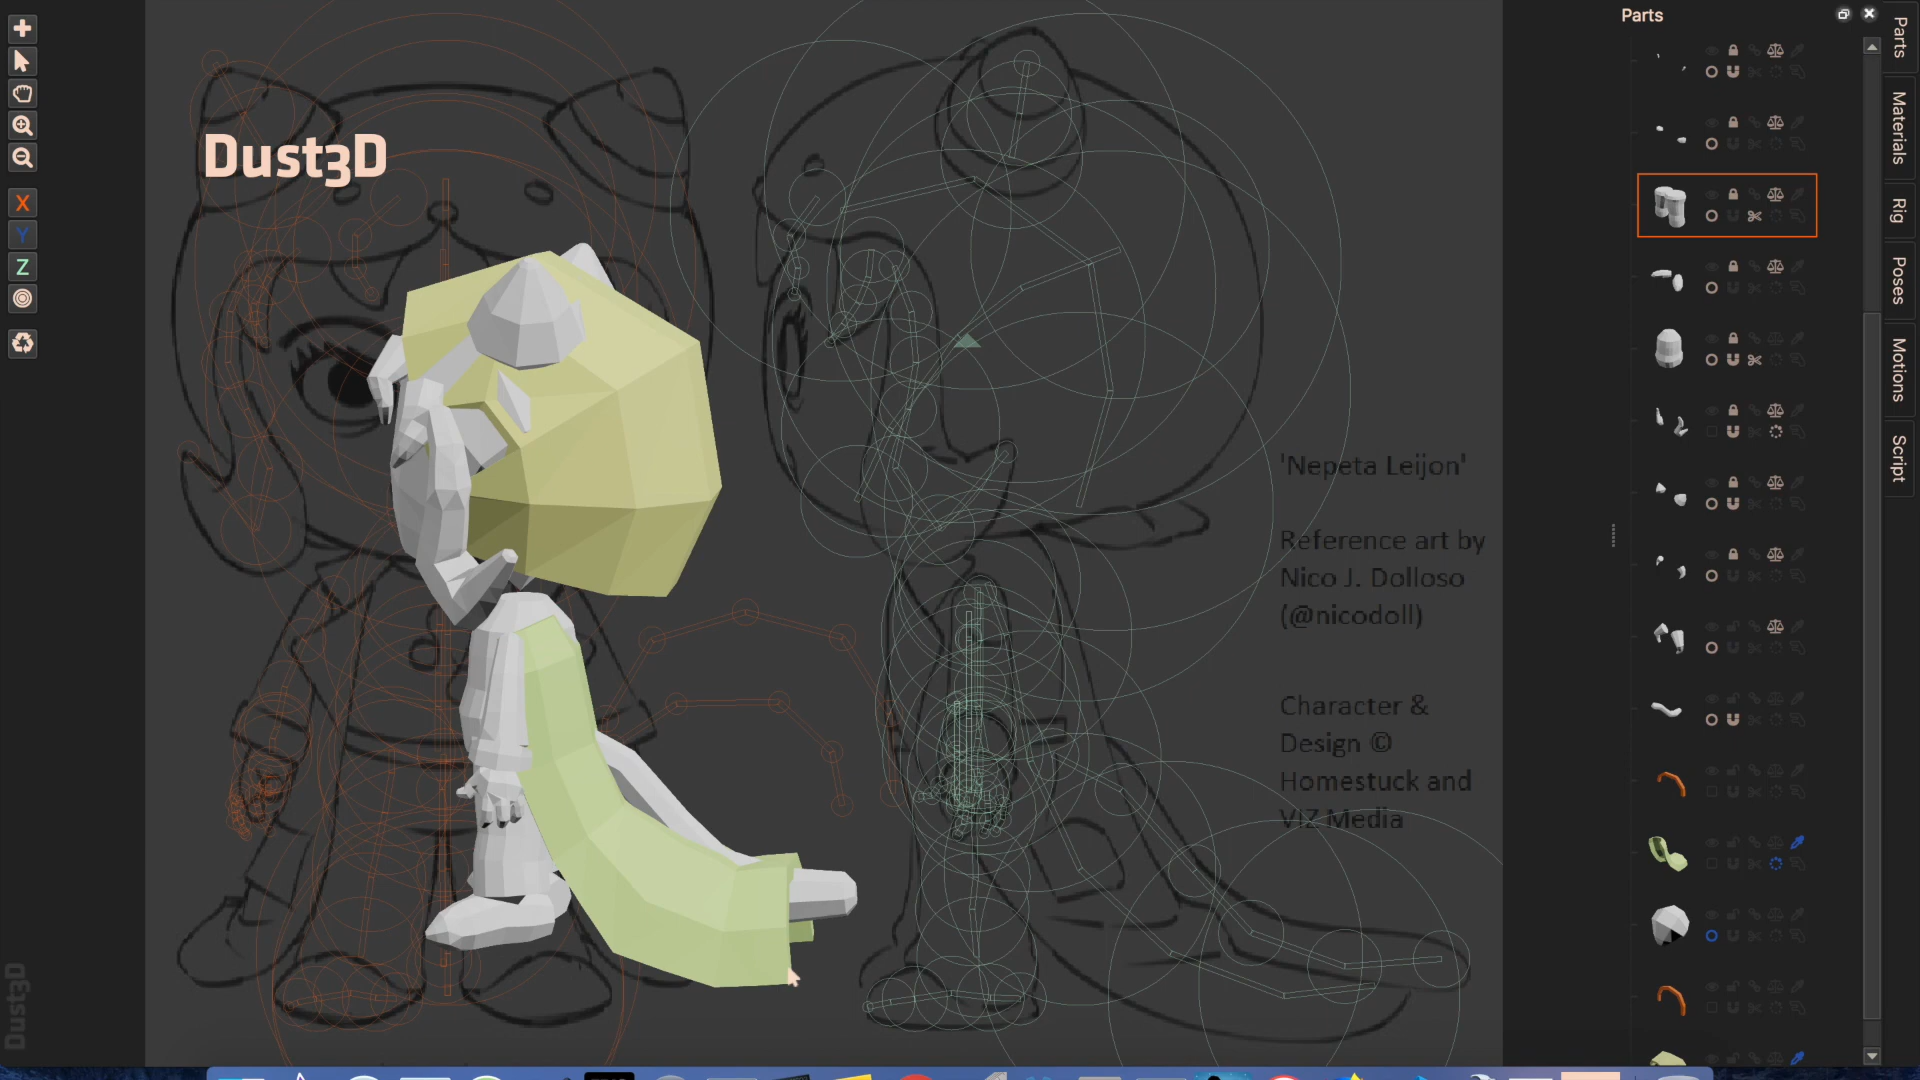 Parts
Dust3D
X
Y
Z
'Nepeta Leijon'
Reference art by
Nico J. Dolloso
(@nicodoll)
Character &
Design ©
Homestuck and
VIZ Media
Dust3D
Parts
Materials
Rig
Poses
Motions
Script